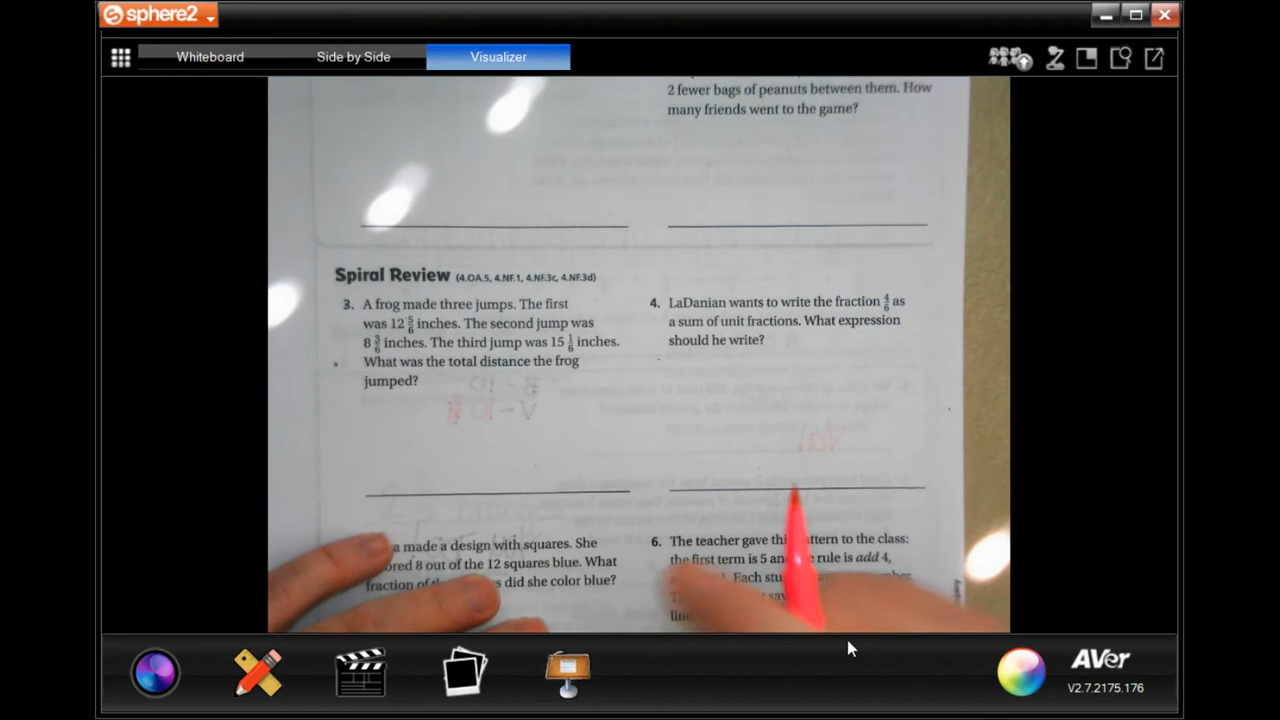 sphere2
Whiteboard
Side by Side
Visualizer
2 fewer bags of peanuts between them. How
many friends went to the game?
Spiral Review (4.OA.5, 4.NF.1, 4.NF.3c, 4.NF.3d)
3. A frog made three jumps. The first
was 12 5/6 inches. The second jump was
8 3/6 inches. The third jump was 15 1/6 inches.
What was the total distance the frog
jumped?
4. LaDanian wants to write the fraction 4/6 as
a sum of unit fractions. What expression
should he write?
a made a design with squares. She
ored 8 out of the 12 squares blue. What
fraction of did she color blue?
6. The teacher gave this pattern to the class:
the first term is 5 and rule is add 4,
Each
AVer
V2.7.2175.176